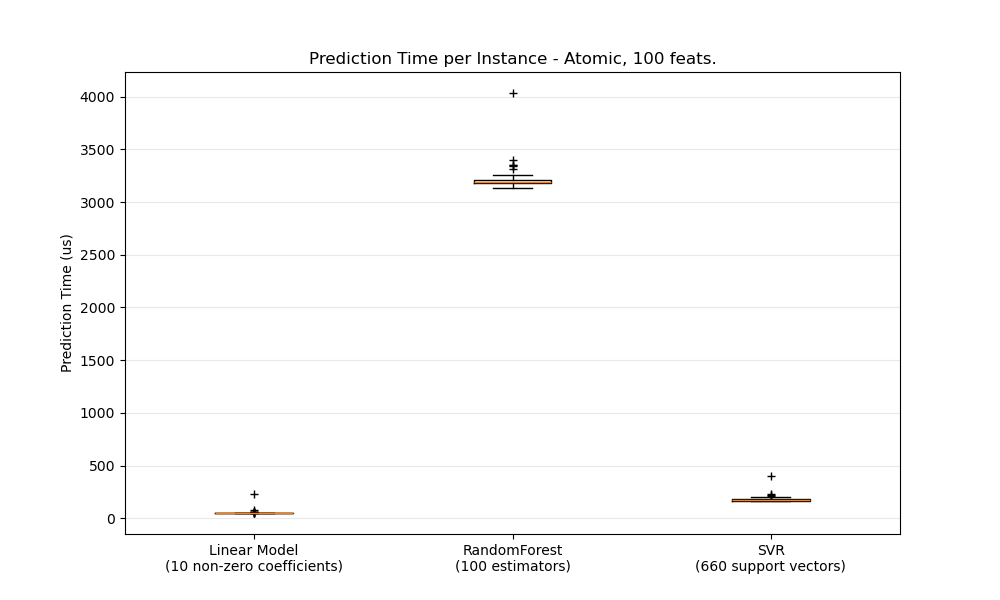 Prediction Time per Instance - Atomic, 100 feats.
Prediction Time (us)
4000
3500
3000
2500
2000
1500
1000
500
0
Linear Model
(10 non-zero coefficients)
RandomForest
(100 estimators)
SVR
(660 support vectors)